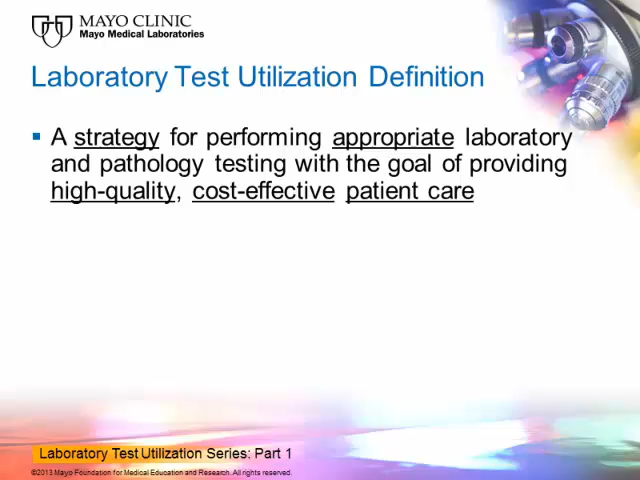 MAYO CLINIC
Mayo Medical Laboratories
Laboratory Test Utilization Definition
A strategy for performing appropriate laboratory
and pathology testing with the goal of providing
high-quality, cost-effective patient care
Laboratory Test Utilization Series: Part 1
©2013 Mayo Foundation for Medical Education and Research. All rights reserved.